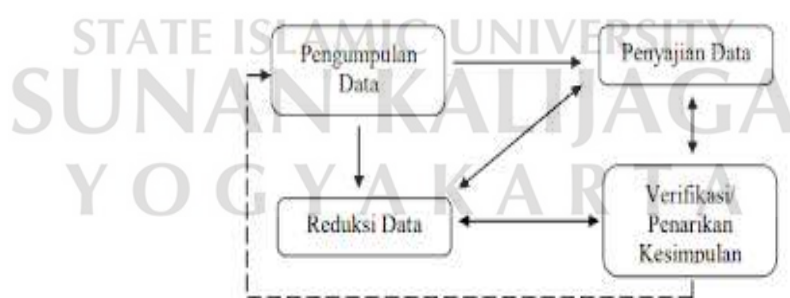 STATE ISLAMIC UNIVERSITY
SUNAN KALIJAGA
YOGYAKARTA
Pengumpulan
Data
Penyajian Data
Reduksi Data
Verifikasi/
Penarikan
Kesimpulan